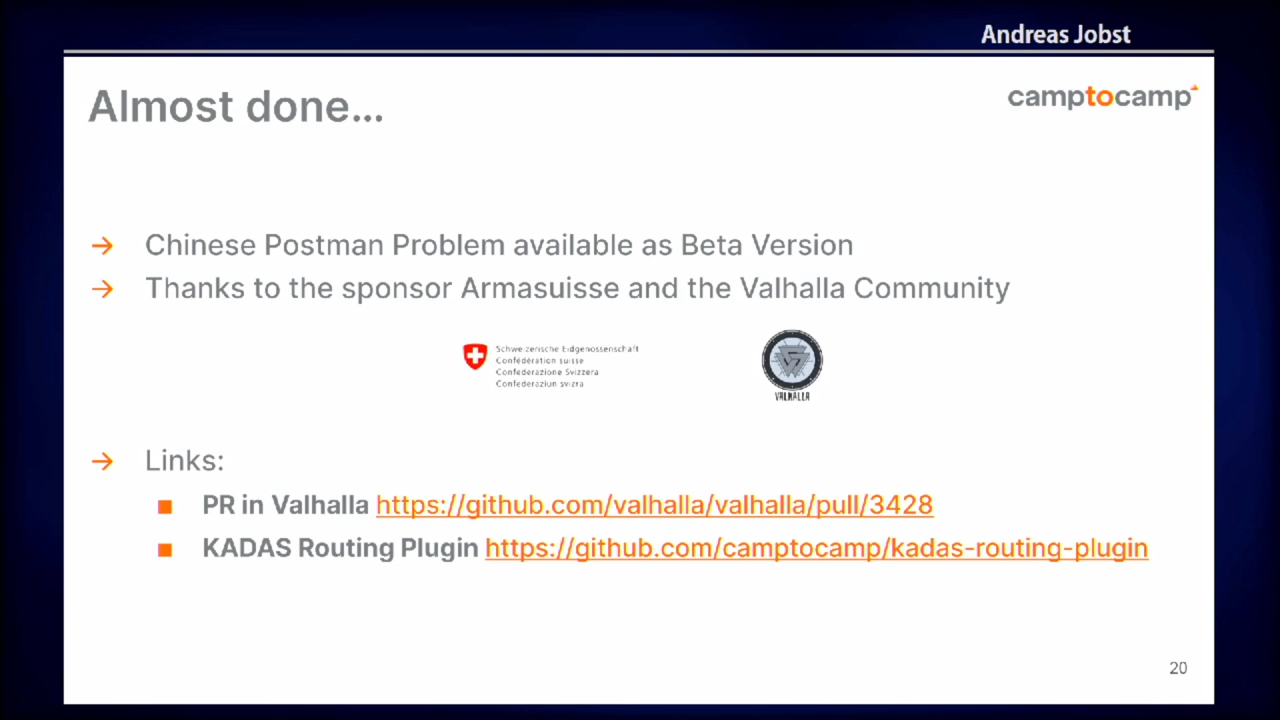 Andreas Jobst
Almost done...
camptocamp
→ Chinese Postman Problem available as Beta Version
→ Thanks to the sponsor Armasuisse and the Valhalla Community
Schweizerische Eidgenossenschaft
Confédération suisse
Confederazione Svizzera
Confederaziun svizra
VALHALLA
→ Links:
■ PR in Valhalla https://github.com/valhalla/valhalla/pull/3428
■ KADAS Routing Plugin https://github.com/camptocamp/kadas-routing-plugin
20